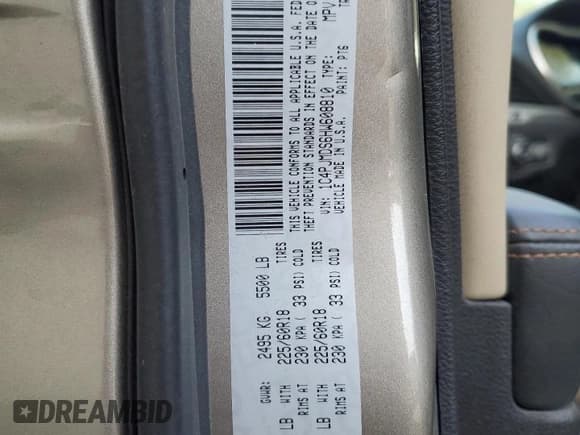 GVWR: 2495 KG 5500 LB
LB WITH 225/60R18 TIRES
RIMS AT 230 KPA ( 33 PSI) COLD
LB WITH 225/60R18 TIRES
RIMS AT 230 KPA ( 33 PSI) COLD
THIS VEHICLE CONFORMS TO ALL APPLICABLE U.S.A. FED
THEFT PREVENTION STANDARDS IN EFFECT ON THE DATE O
VIN: 1C4PJMDS6HW608810 TYPE: MPV
VEHICLE MADE IN U.S.A. PAINT: PTG
DREAMBID